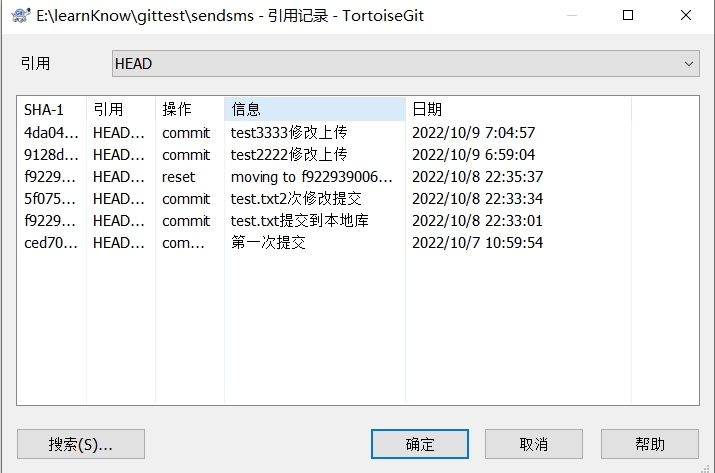 E:\learnKnow\gittest\sendsms - 引用记录 - TortoiseGit
引用 HEAD
SHA-1 引用 操作 信息 日期
4da04... HEAD... commit test3333修改上传 2022/10/9 7:04:57
9128d... HEAD... commit test2222修改上传 2022/10/9 6:59:04
f9229... HEAD... reset moving to f922939006... 2022/10/8 22:35:37
5f075... HEAD... commit test.txt2次修改提交 2022/10/8 22:33:34
f9229... HEAD... commit test.txt提交到本地库 2022/10/8 22:33:01
ced70... HEAD... com... 第一次提交 2022/10/7 10:59:54
搜索(S)... 确定 取消 帮助